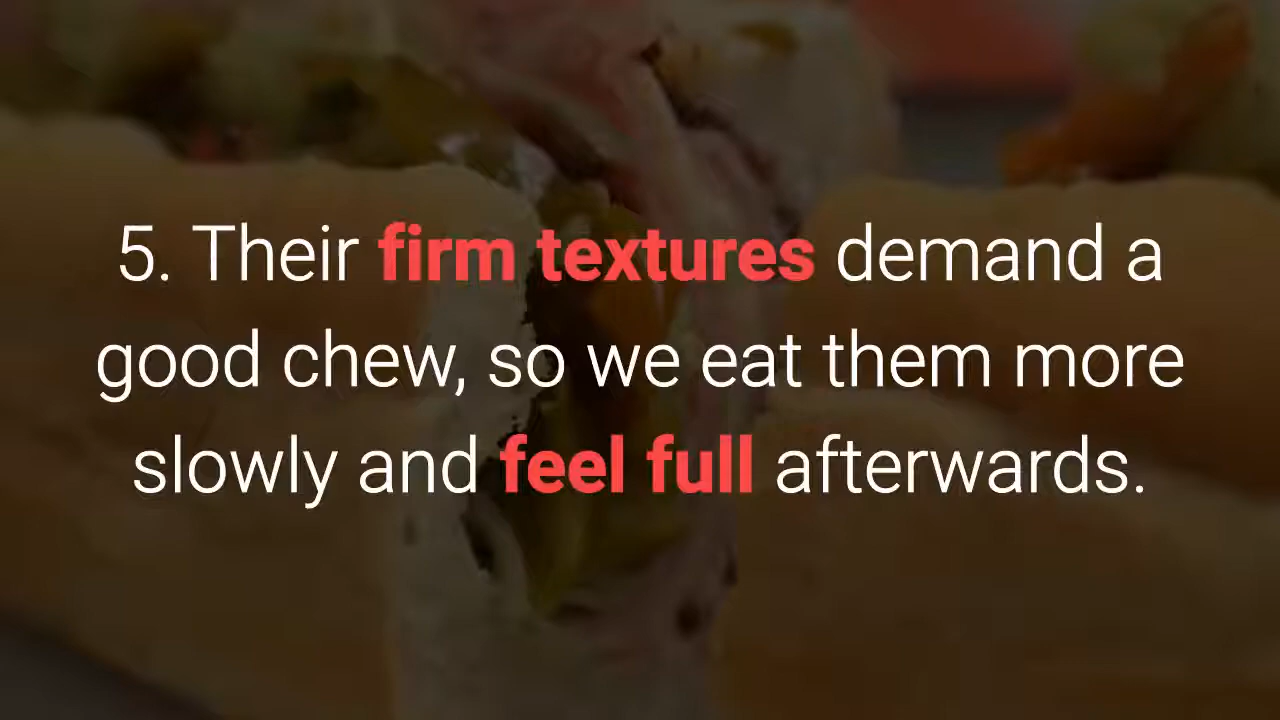 5. Their firm textures demand a
good chew, so we eat them more
slowly and feel full afterwards.